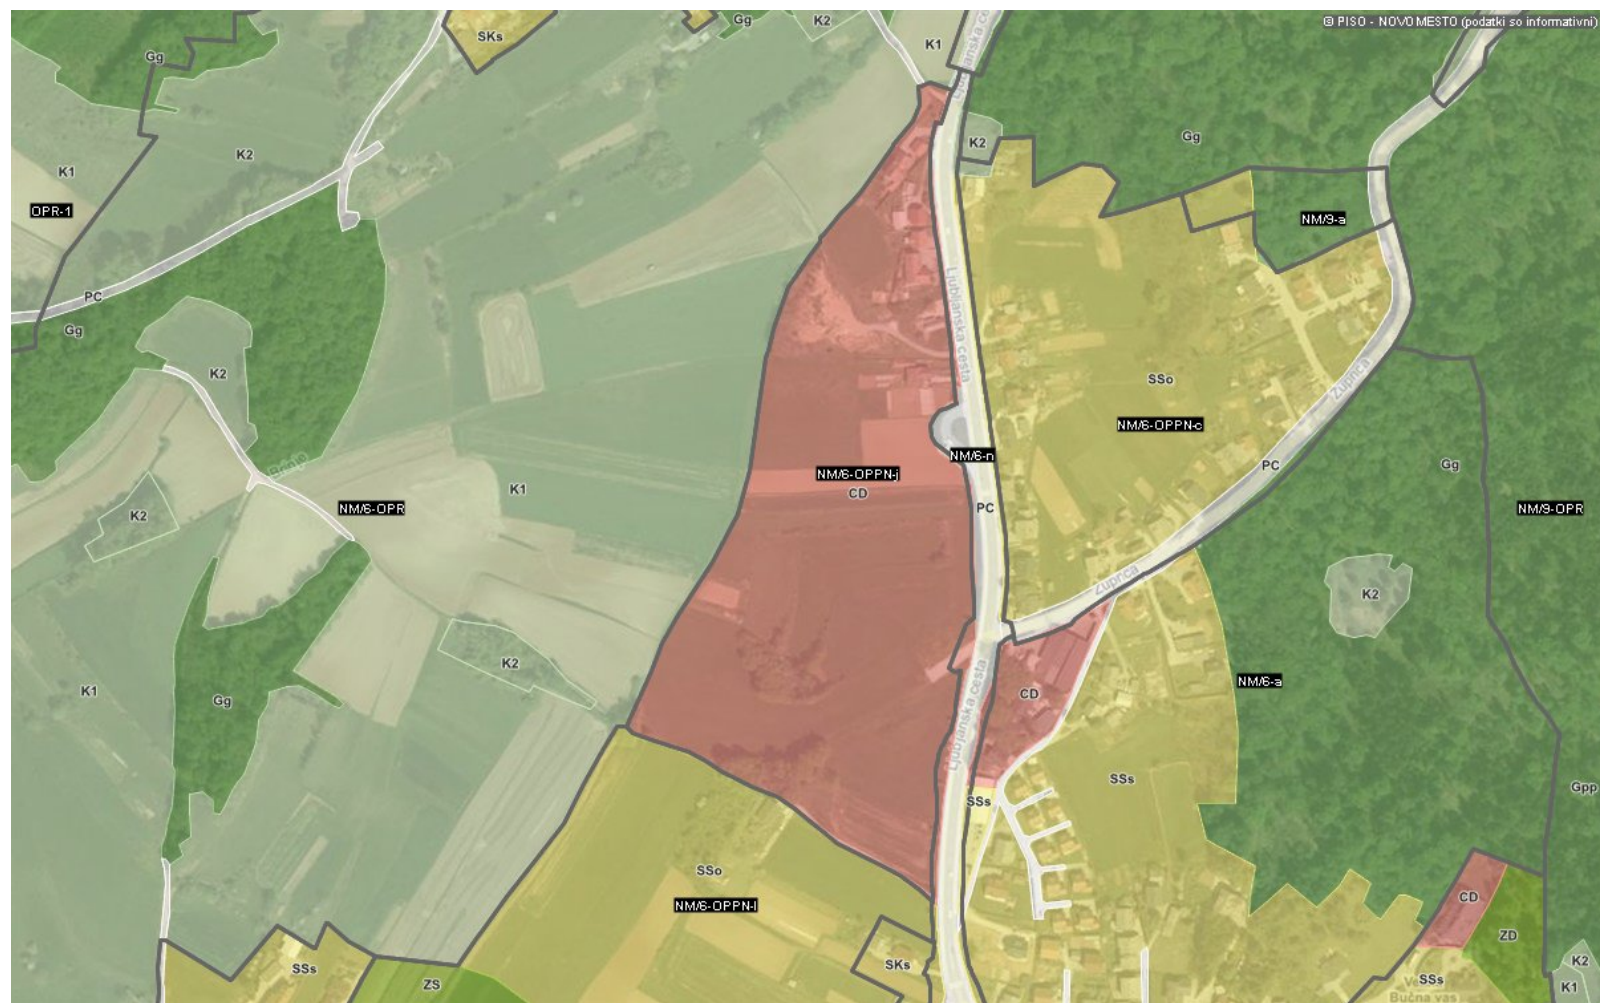 © PISO - NOVO MESTO (podatki so informativni)
Gg
K2
SKs
K1
Gg
Gg
K2
K2
K1
OPR-1
NM/9-a
PC
Gg
Ljubljanska cesta
K2
SSo
Zuprca
NM/6-OPPN-c
NM/6-n
PC
Gg
NM/6-OPPN-j
CD
K1
NM/6-OPR
PC
NM/9-OPR
K2
Zuprca
K2
K2
NM/6-a
K1
Gg
CD
Ljubljanska cesta
SSs
Gpp
SSs
SSo
NM/6-OPPN-l
CD
ZD
SKs
SSs
ZS
K2
SSs
K1
Bučna vas